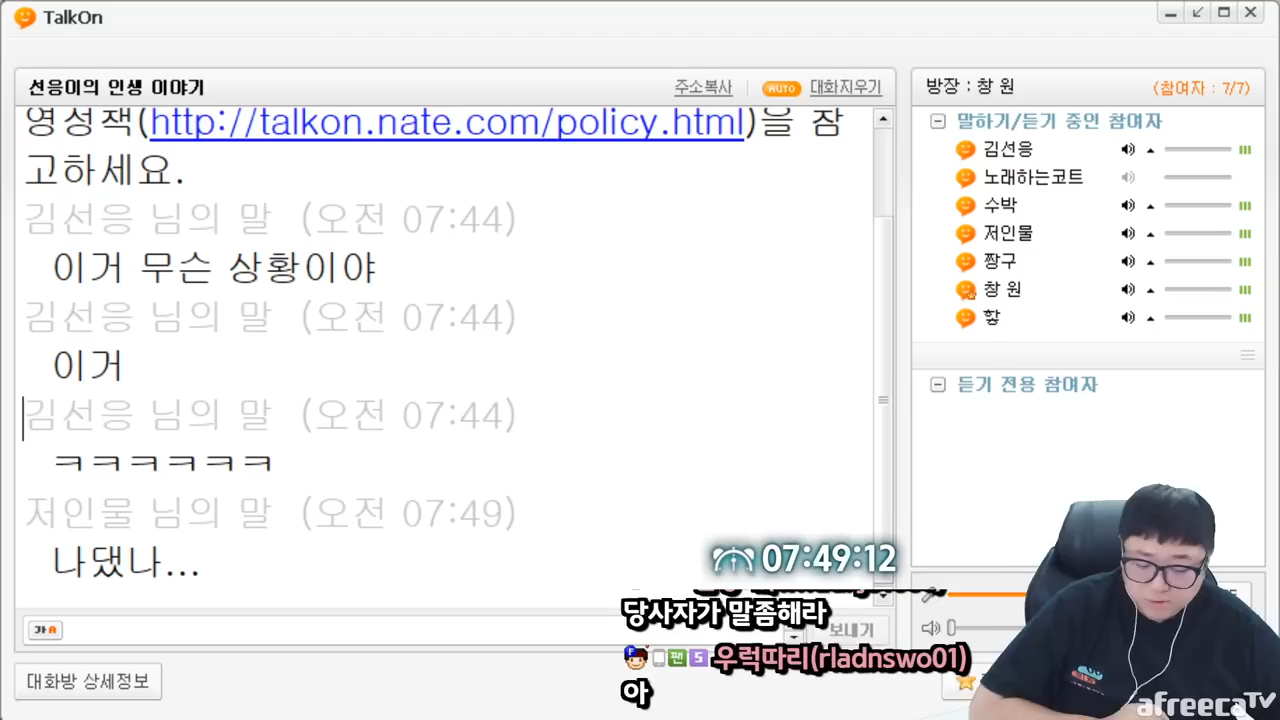 TalkOn
선응이의 인생 이야기
주소복사
AUTO
대화지우기
영정책(http://talkon.nate.com/policy.html)을 참
고하세요.
김선응 님의 말 (오전 07:44)
이거 무슨 상황이야
김선응 님의 말 (오전 07:44)
이거
김선응 님의 말 (오전 07:44)
ㅋㅋㅋㅋㅋㅋ
저인물 님의 말 (오전 07:49)
나댔나...
가A
보내기
대화방 상세정보
방장 : 창 원
(참여자 : 7/7)
말하기/듣기 중인 참여자
김선응
노래하는코트
수박
저인물
짱구
창 원
핳
듣기 전용 참여자
07:49:12
당사자가 말좀해라
F 팬 5 우럭따리(rladnswo01)
아
afreecaTV